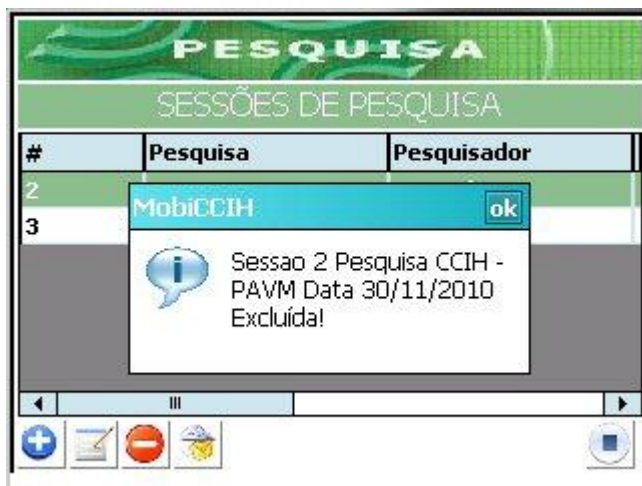 PESQUISA
SESSÕES DE PESQUISA
# Pesquisa Pesquisador
2
3
MobiCCIH ok
Sessao 2 Pesquisa CCIH -
PAVM Data 30/11/2010
Excluída!